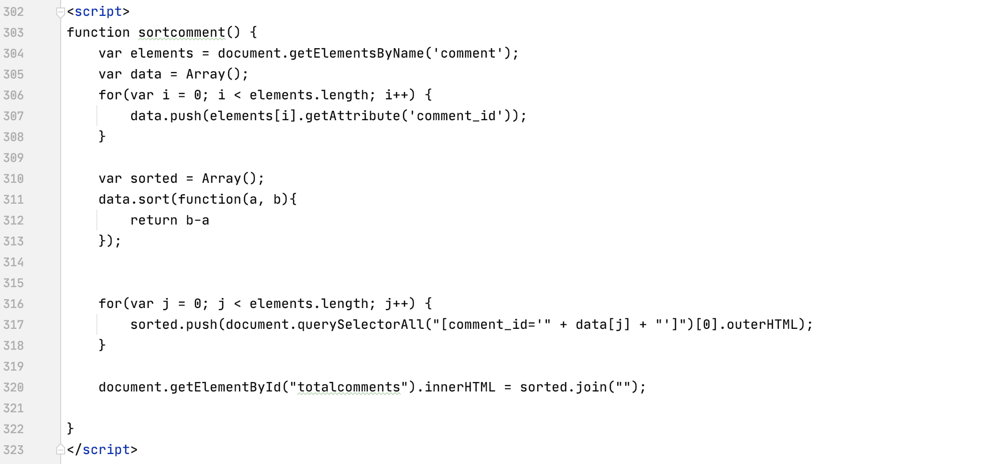 302 <script>
303 function sortcomment() {
304     var elements = document.getElementsByName('comment');
305     var data = Array();
306     for(var i = 0; i < elements.length; i++) {
307         data.push(elements[i].getAttribute('comment_id'));
308     }
309
310     var sorted = Array();
311     data.sort(function(a, b){
312         return b-a
313     });
314
315
316     for(var j = 0; j < elements.length; j++) {
317         sorted.push(document.querySelectorAll("[comment_id='" + data[j] + "']")[0].outerHTML);
318     }
319
320     document.getElementById("totalcomments").innerHTML = sorted.join("");
321
322 }
323 </script>